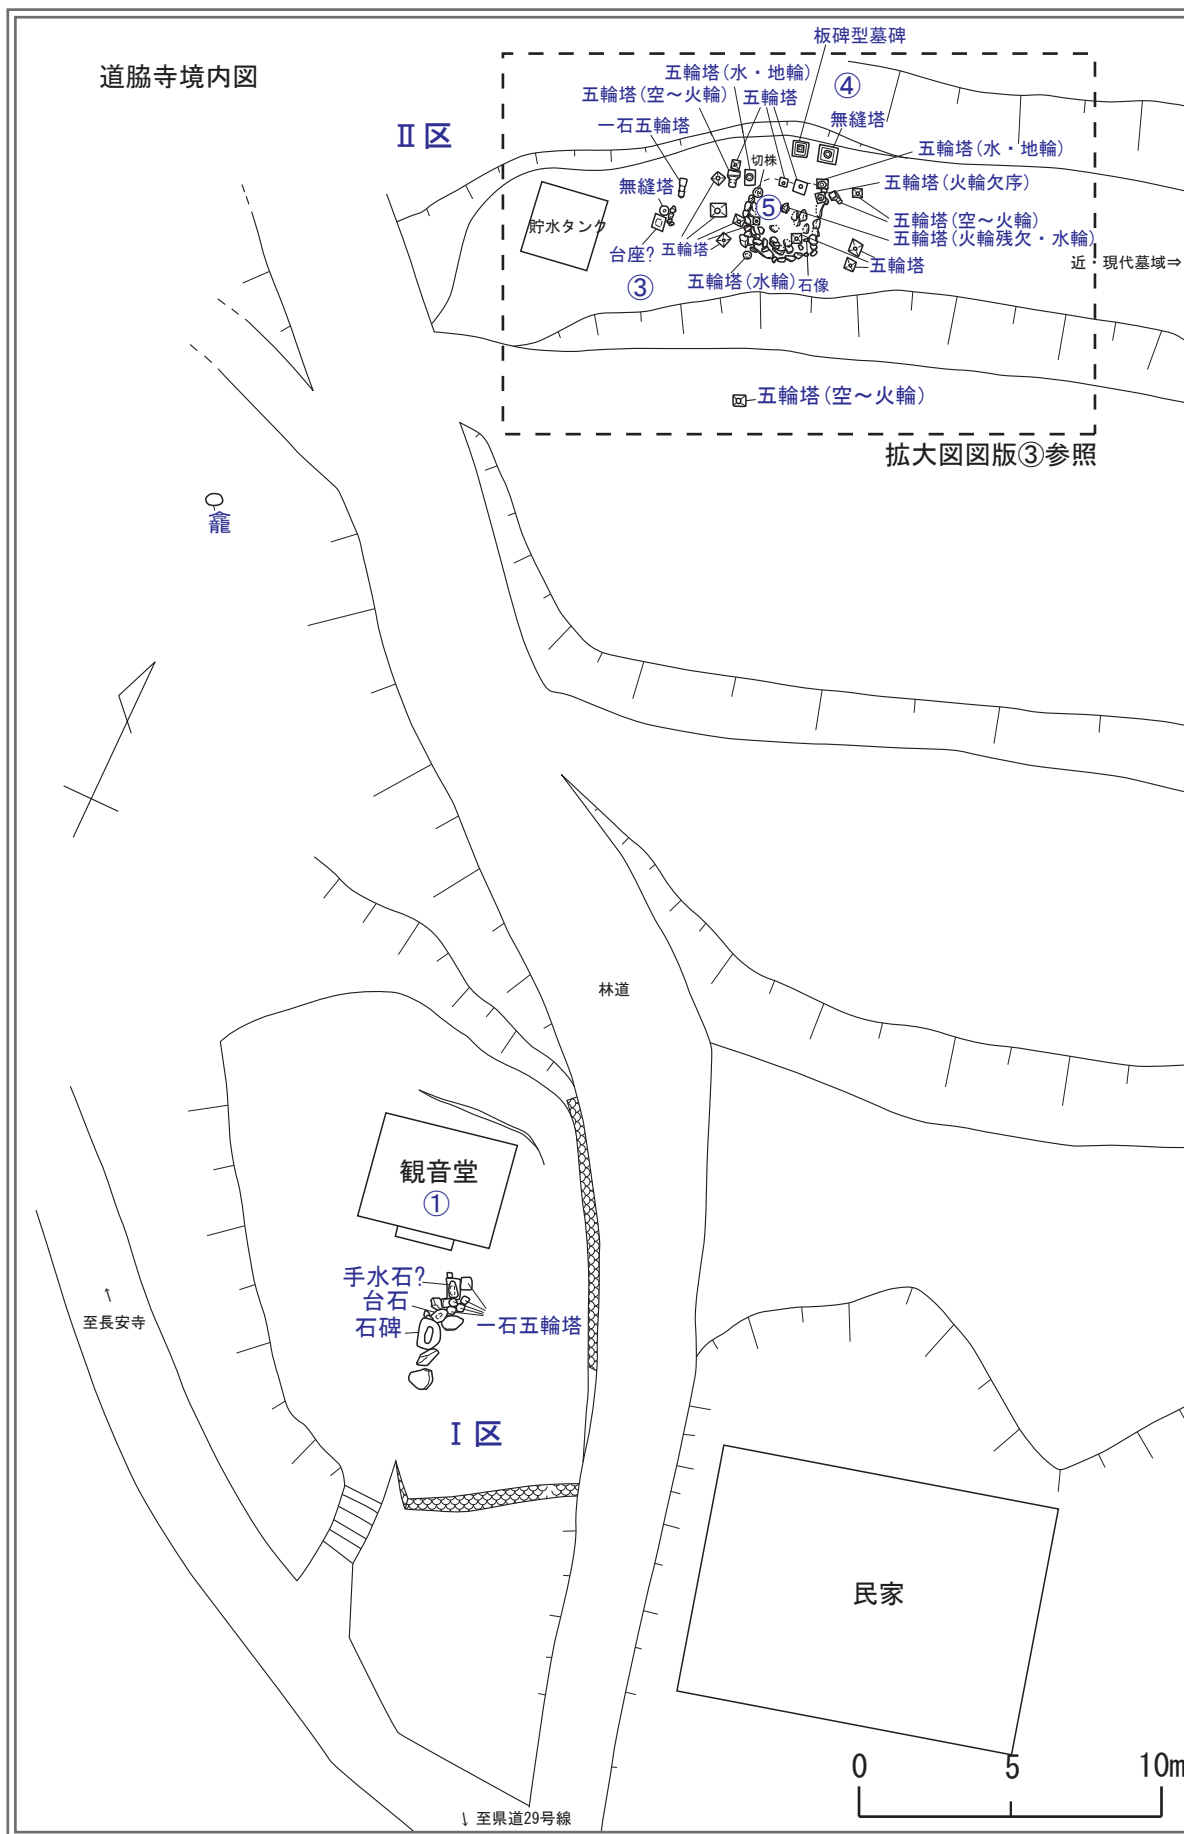 道脇寺境内図
Ⅱ区
板碑型墓碑
五輪塔(水・地輪)
④
五輪塔(空～火輪)
五輪塔
一石五輪塔
無縫塔
切株
五輪塔(水・地輪)
無縫塔
五輪塔(火輪欠序)
貯水タンク
⑤
五輪塔(空～火輪)
五輪塔(火輪残欠・水輪)
台座?
五輪塔
五輪塔
近・現代墓域⇒
③
五輪塔(水輪)
石像
五輪塔(空～火輪)
拡大図図版③参照
龕
林道
観音堂
①
手水石?
台石
石碑
一石五輪塔
↑
至長安寺
Ⅰ区
民家
0 5 10m
↓ 至県道29号線